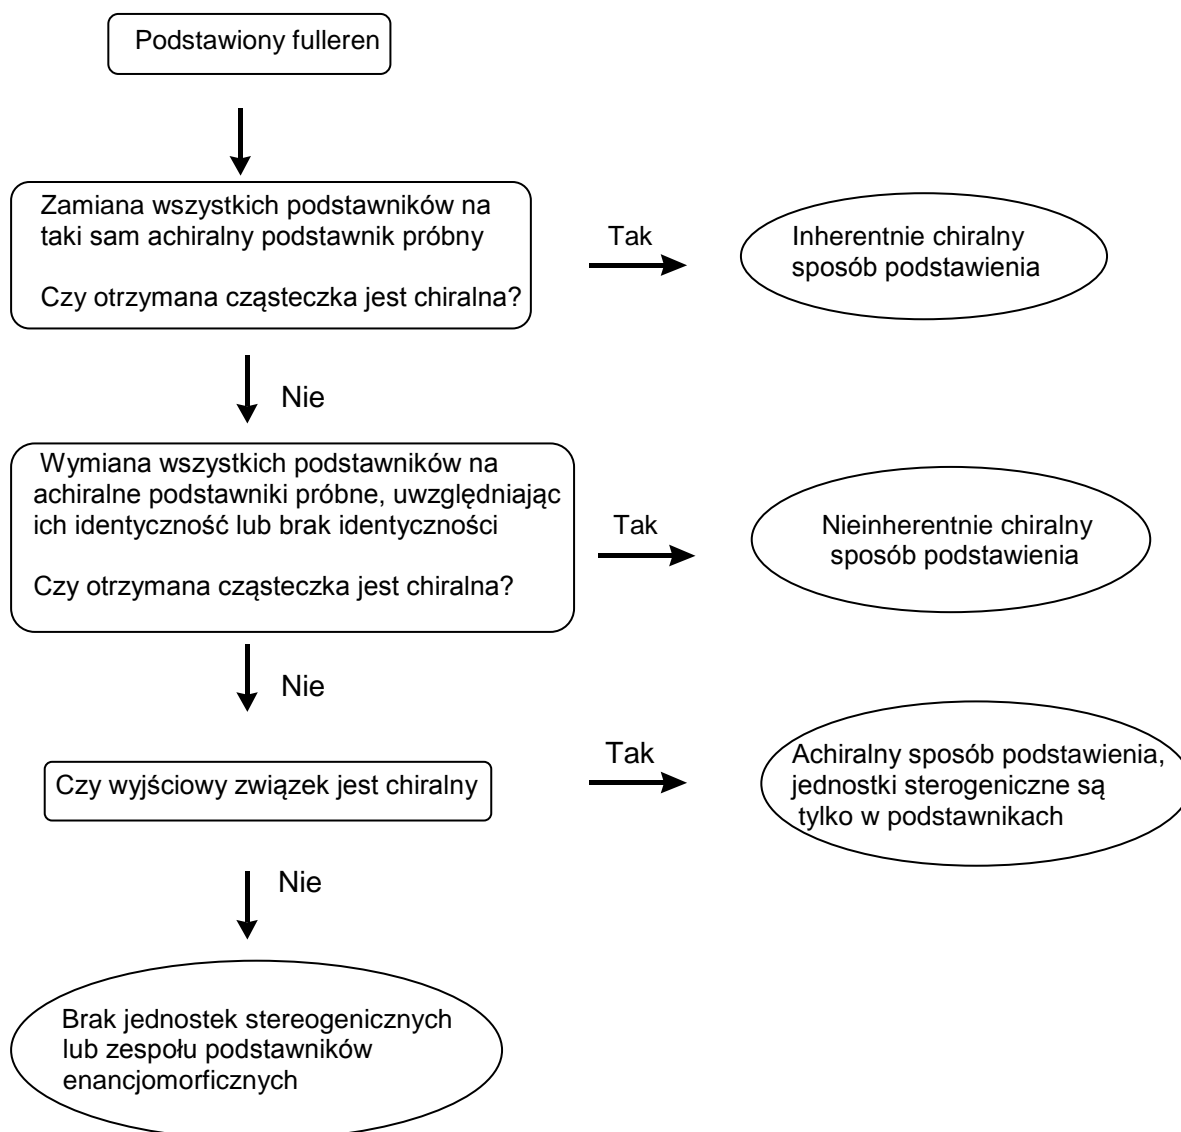 Podstawiony fulleren
Zamiana wszystkich podstawników na
taki sam achiralny podstawnik próbny
Czy otrzymana cząsteczka jest chiralna?
Tak
Inherentnie chiralny
sposób podstawienia
Nie
Wymiana wszystkich podstawników na
achiralne podstawniki próbne, uwzględniając
ich identyczność lub brak identyczności
Czy otrzymana cząsteczka jest chiralna?
Tak
Nieinherentnie chiralny
sposób podstawienia
Nie
Czy wyjściowy związek jest chiralny
Tak
Achiralny sposób podstawienia,
jednostki sterogeniczne są
tylko w podstawnikach
Nie
Brak jednostek stereogenicznych
lub zespołu podstawników
enancjomorficznych